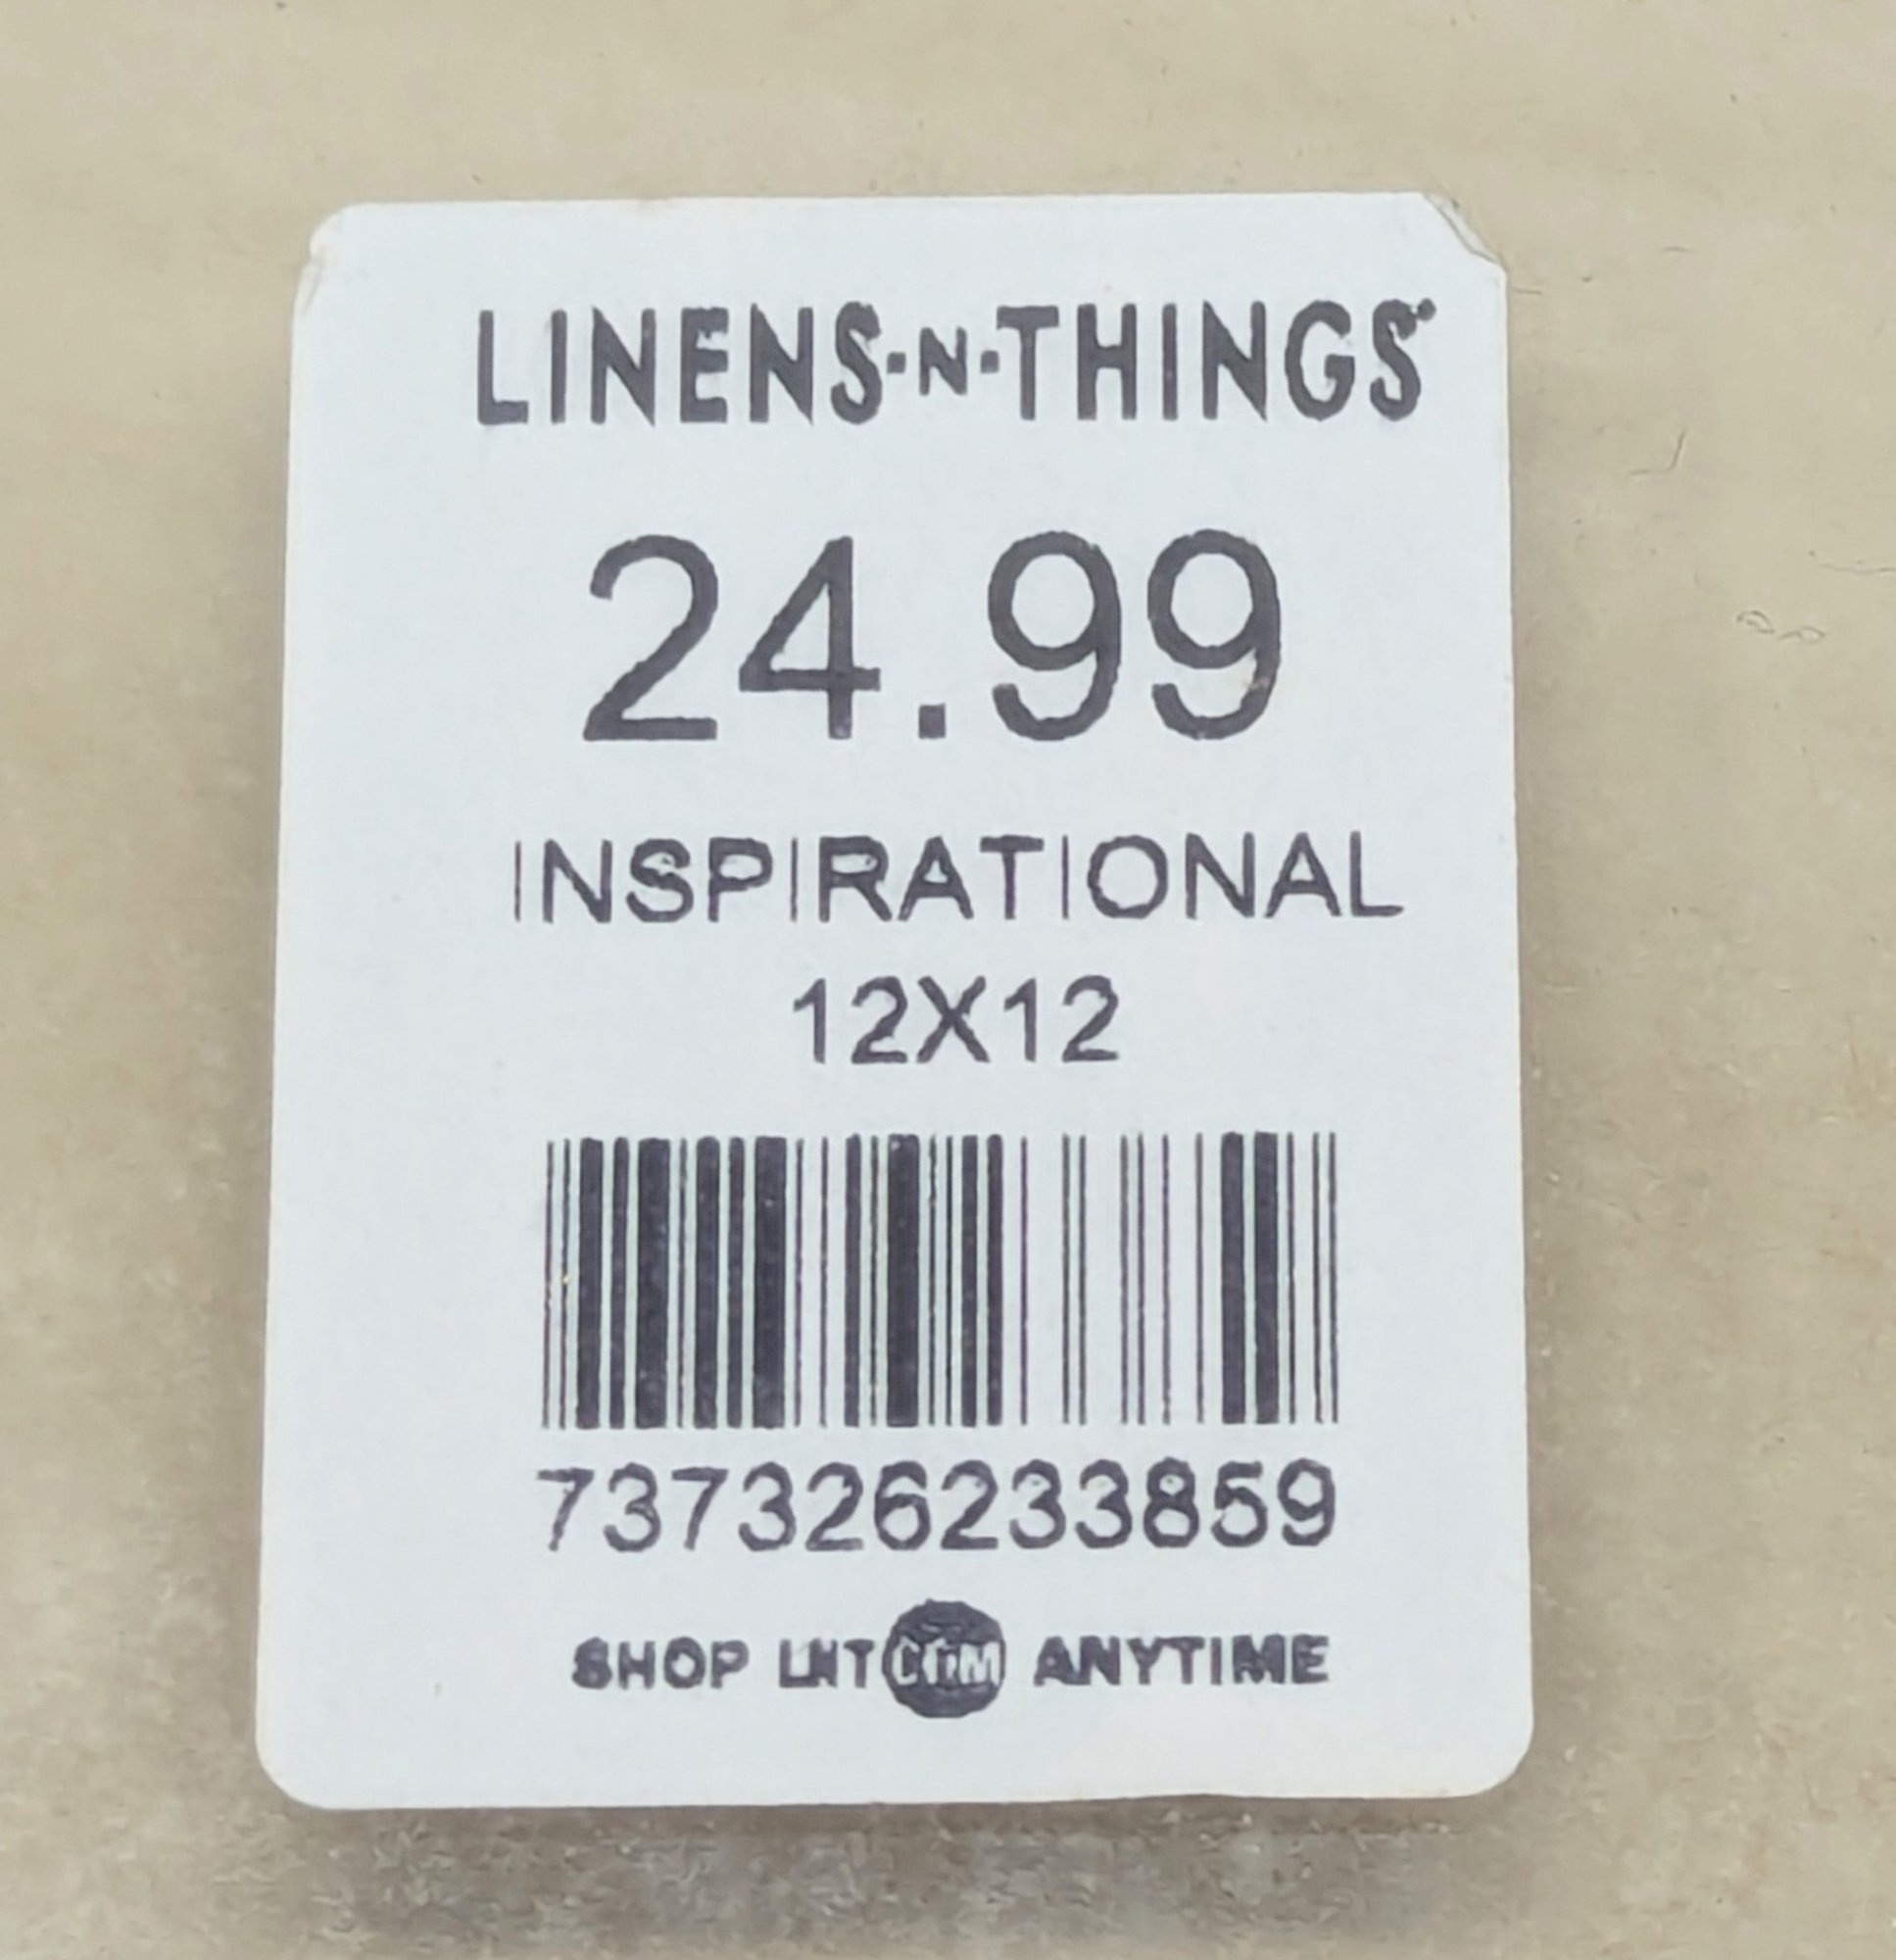 LINENS·N·THINGS
24.99
INSPIRATIONAL
12X12
737326233859
SHOP LNT.COM ANYTIME